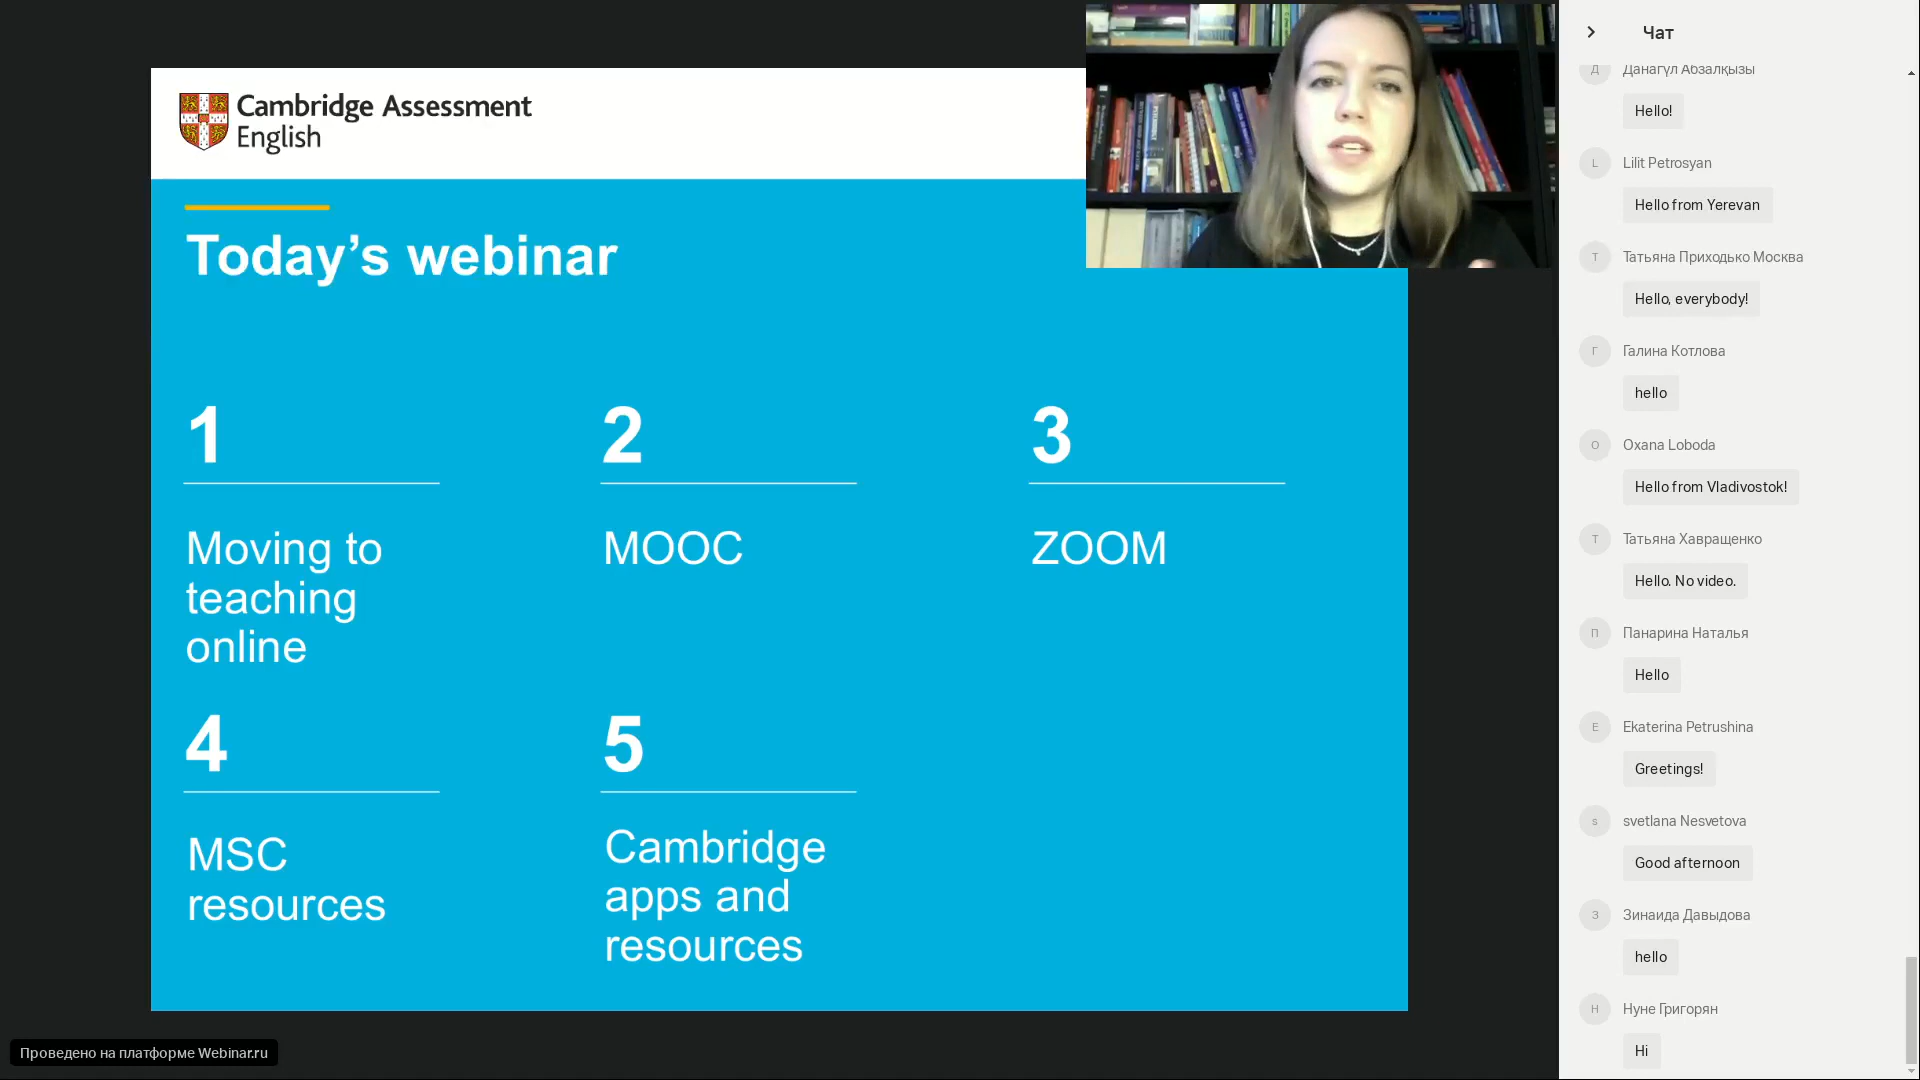 Cambridge Assessment
English
Today's webinar
1
Moving to
teaching
online
2
MOOC
3
ZOOM
4
MSC
resources
5
Cambridge
apps and
resources
Проведено на платформе Webinar.ru
Чат
Д
Данагүл Абзалқызы
Hello!
L
Lilit Petrosyan
Hello from Yerevan
Т
Татьяна Приходько Москва
Hello, everybody!
Г
Галина Котлова
hello
O
Oxana Loboda
Hello from Vladivostok!
Т
Татьяна Хавращенко
Hello. No video.
П
Панарина Наталья
Hello
E
Ekaterina Petrushina
Greetings!
s
svetlana Nesvetova
Good afternoon
З
Зинаида Давыдова
hello
Н
Нуне Григорян
Hi